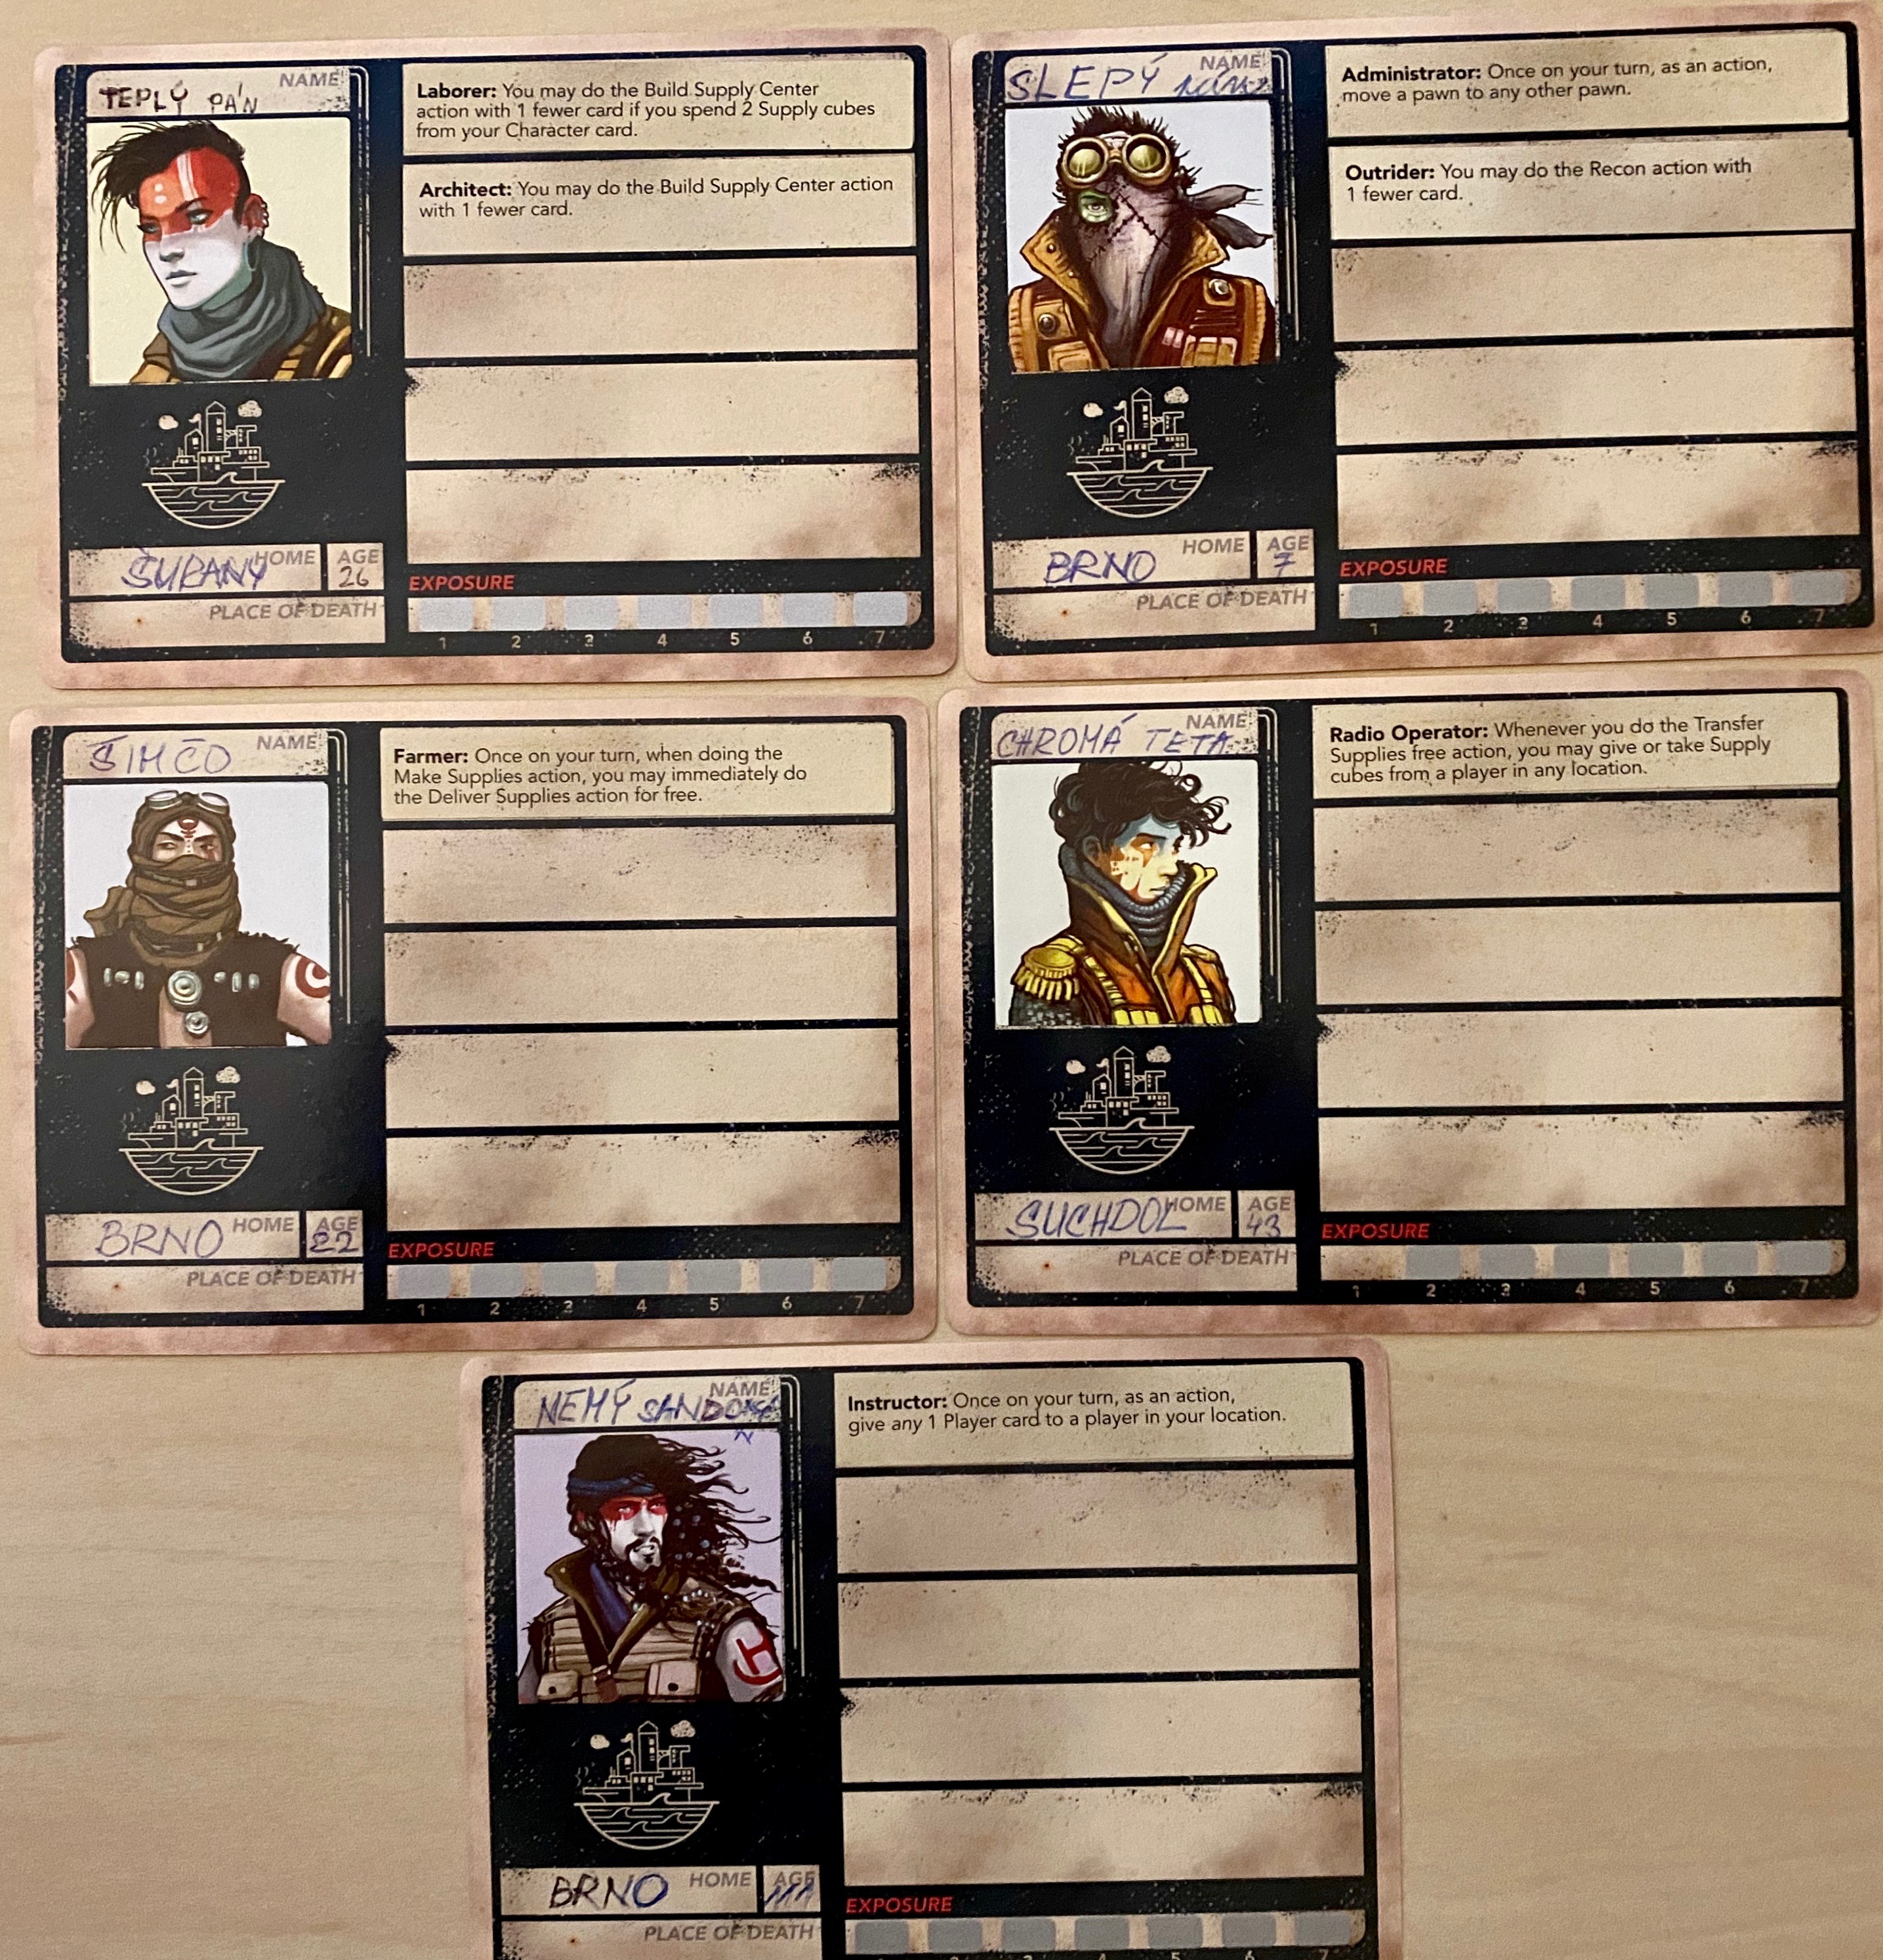 NAME
TEPLÝ PÁN
Laborer: You may do the Build Supply Center
action with 1 fewer card if you spend 2 Supply cubes
from your Character card.
Architect: You may do the Build Supply Center action
with 1 fewer card.
HOME
ŠURANY
AGE
26
PLACE OF DEATH
EXPOSURE
1 2 3 4 5 6 7
NAME
SLEPÝ
Administrator: Once on your turn, as an action,
move a pawn to any other pawn.
Outrider: You may do the Recon action with
1 fewer card.
BRNO HOME
AGE
7
PLACE OF DEATH
EXPOSURE
1 2 3 4 5 6 7
NAME
ŠIMČO
Farmer: Once on your turn, when doing the
Make Supplies action, you may immediately do
the Deliver Supplies action for free.
BRNO HOME
AGE
22
PLACE OF DEATH
EXPOSURE
1 2 3 4 5 6 7
NAME
CHROMÁ TETA
Radio Operator: Whenever you do the Transfer
Supplies free action, you may give or take Supply
cubes from a player in any location.
SUCHDOL HOME
AGE
43
PLACE OF DEATH
EXPOSURE
1 2 3 4 5 6 7
NAME
NEMÝ
Instructor: Once on your turn, as an action,
give any 1 Player card to a player in your location.
BRNO HOME
AGE
PLACE OF DEATH
EXPOSURE